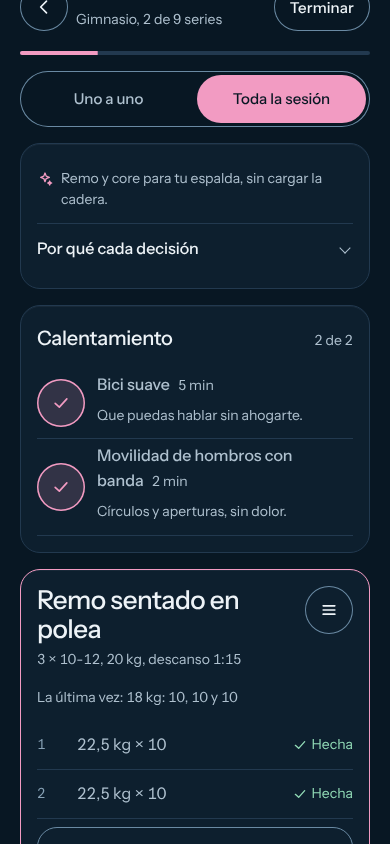 Gimnasio, 2 de 9 series
Terminar
Uno a uno
Toda la sesión
Remo y core para tu espalda, sin cargar la
cadera.
Por qué cada decisión
Calentamiento
2 de 2
Bici suave 5 min
Que puedas hablar sin ahogarte.
Movilidad de hombros con
banda 2 min
Círculos y aperturas, sin dolor.
Remo sentado en
polea
3 × 10-12, 20 kg, descanso 1:15
La última vez: 18 kg: 10, 10 y 10
1 22,5 kg × 10 Hecha
2 22,5 kg × 10 Hecha